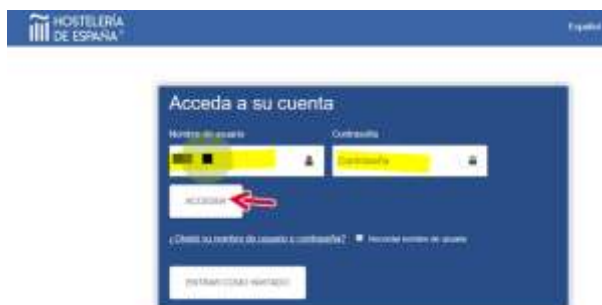 HOSTELERÍA
DE ESPAÑA
Español
Acceda a su cuenta
Nombre de usuario Contraseña
Contraseña
ACCEDER
¿Olvidó su nombre de usuario o contraseña? Recordar nombre de usuario
ENTRAR COMO INVITADO